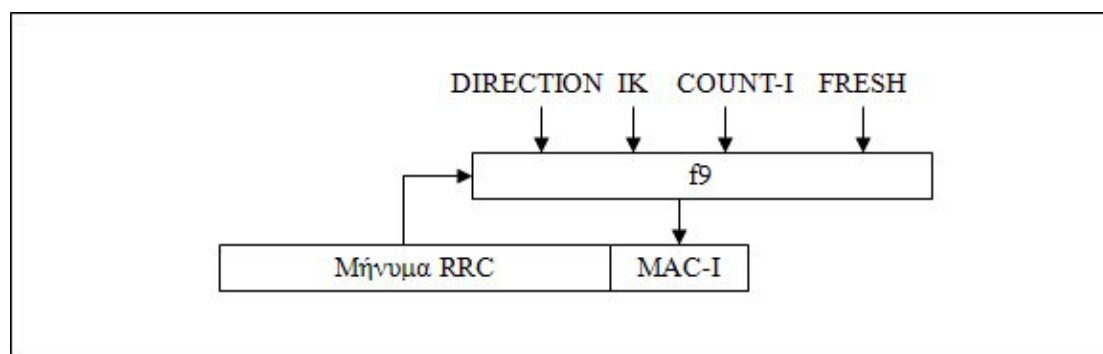 DIRECTION IK COUNT-I FRESH
f9
Μήνυμα RRC MAC-I